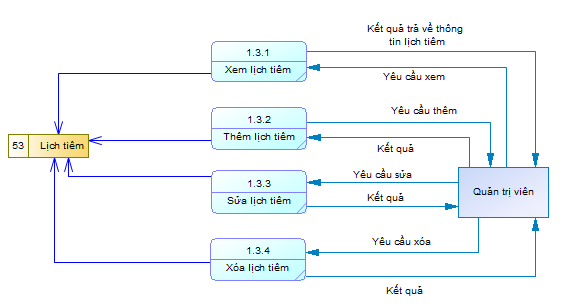 Kết quả trả về thông
tin lịch tiêm
1.3.1
Xem lịch tiêm
Yêu cầu xem
1.3.2
Thêm lịch tiêm
Yêu cầu thêm
Kết quả
53 Lịch tiêm
1.3.3
Sửa lịch tiêm
Yêu cầu sửa
Kết quả
Quản trị viên
1.3.4
Xóa lịch tiêm
Yêu cầu xóa
Kết quả